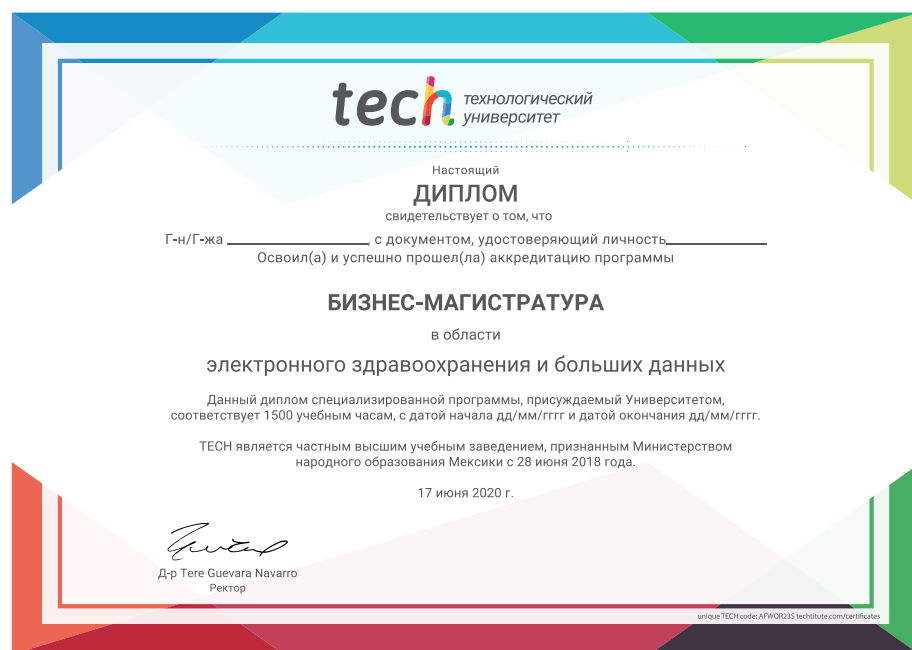 tech технологический
университет
Настоящий
ДИПЛОМ
свидетельствует о том, что
Г-н/Г-жа ____________, с документом, удостоверяющий личность____________
Освоил(а) и успешно прошел(ла) аккредитацию программы
БИЗНЕС-МАГИСТРАТУРА
в области
электронного здравоохранения и больших данных
Данный диплом специализированной программы, присуждаемый Университетом,
соответствует 1500 учебным часам, с датой начала дд/мм/гггг и датой окончания дд/мм/гггг.
TECH является частным высшим учебным заведением, признанным Министерством
народного образования Мексики с 28 июня 2018 года.
17 июня 2020 г.
Д-р Tere Guevara Navarro
Ректор
unique TECH code: AFWOR23S techtitute.com/certificates